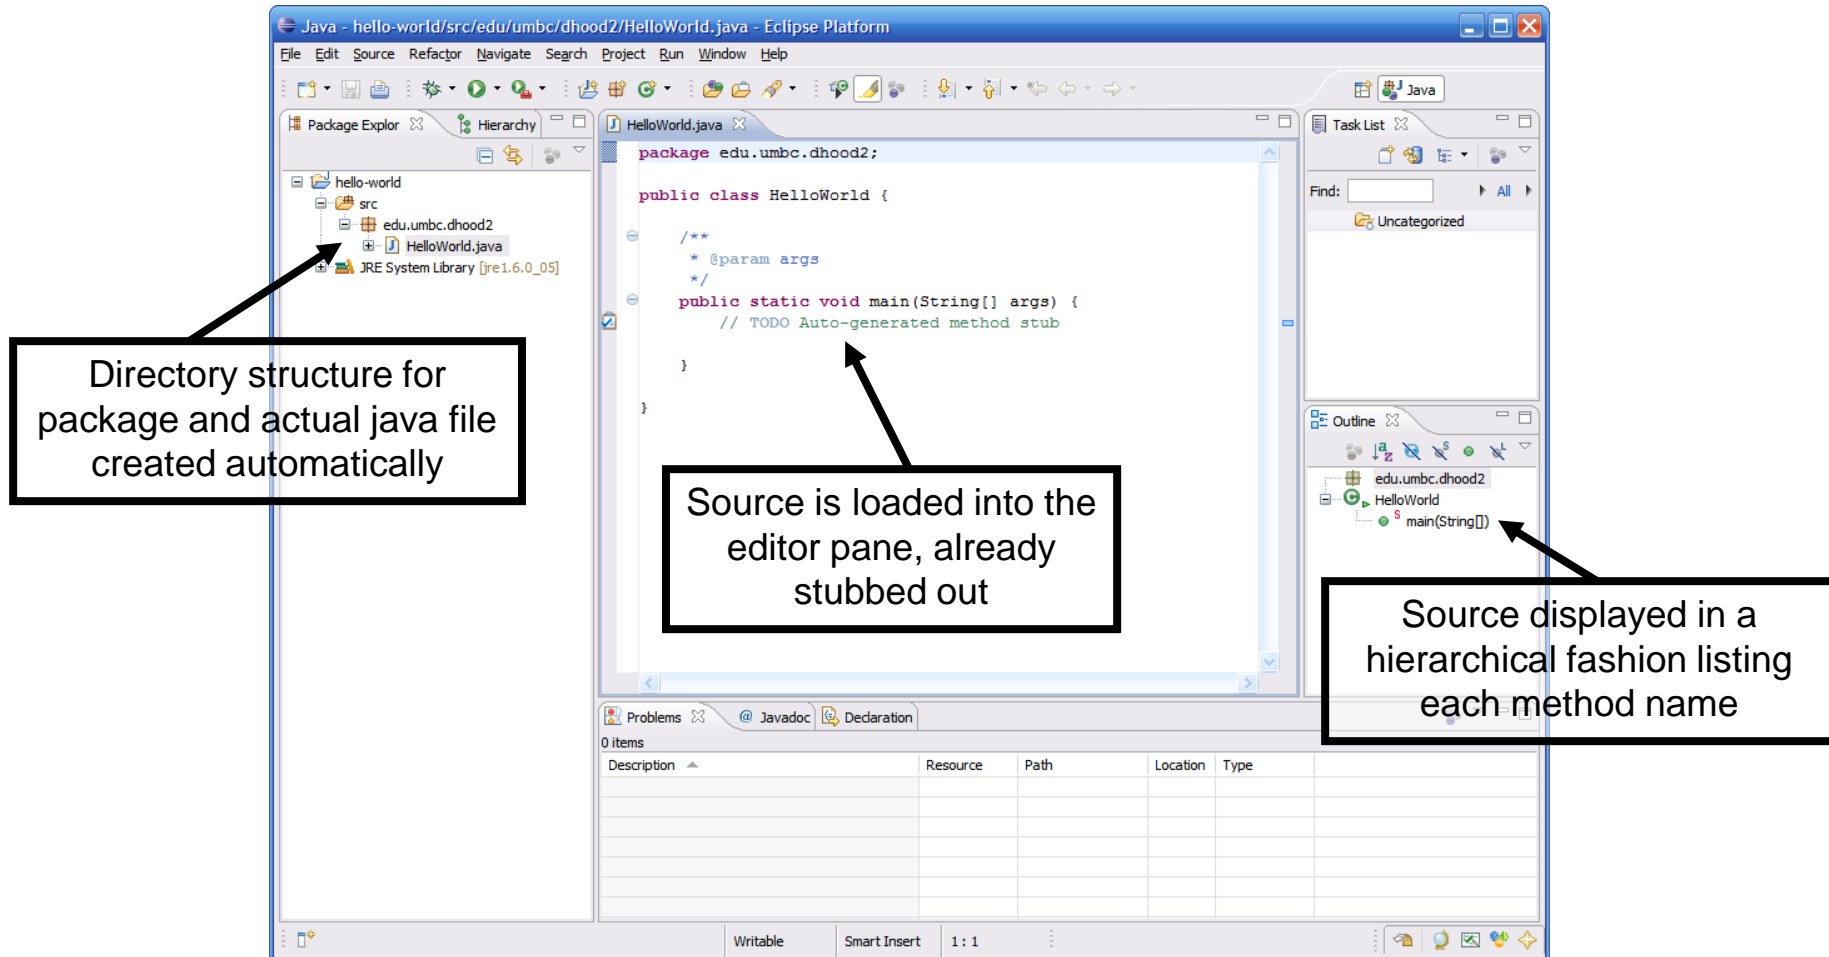 Java - hello-world/src/edu/umbc/dhood2/HelloWorld.java - Eclipse Platform
File Edit Source Refactor Navigate Search Project Run Window Help
Java
Package Explor Hierarchy
hello-world
src
edu.umbc.dhood2
HelloWorld.java
JRE System Library [jre1.6.0_05]
Directory structure for
package and actual java file
created automatically
HelloWorld.java
package edu.umbc.dhood2;
public class HelloWorld {
/**
* @param args
*/
public static void main(String[] args) {
// TODO Auto-generated method stub
}
}
Source is loaded into the
editor pane, already
stubbed out
Task List
Find: All
Uncategorized
Outline
edu.umbc.dhood2
HelloWorld
main(String[])
Source displayed in a
hierarchical fashion listing
each method name
Problems @ Javadoc Declaration
0 items
Description Resource Path Location Type
Writable Smart Insert 1 : 1